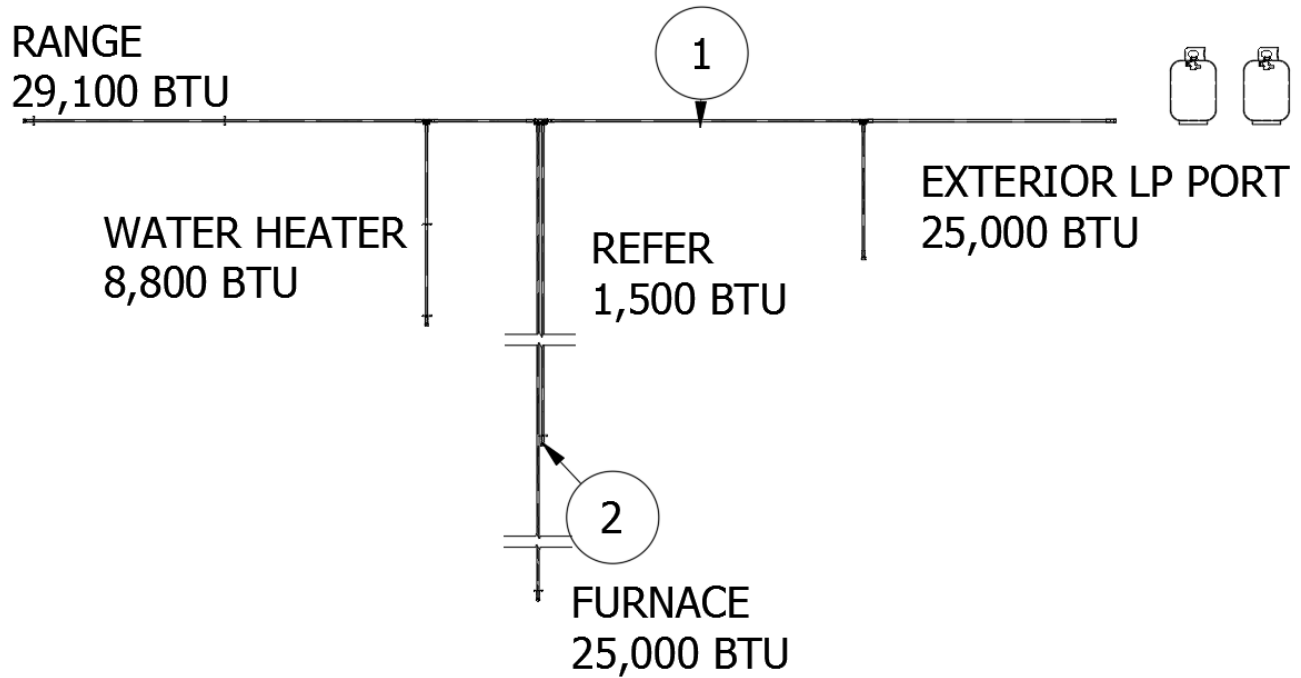 RANGE
29,100 BTU
1
EXTERIOR LP PORT
25,000 BTU
WATER HEATER
8,800 BTU
REFER
1,500 BTU
2
FURNACE
25,000 BTU